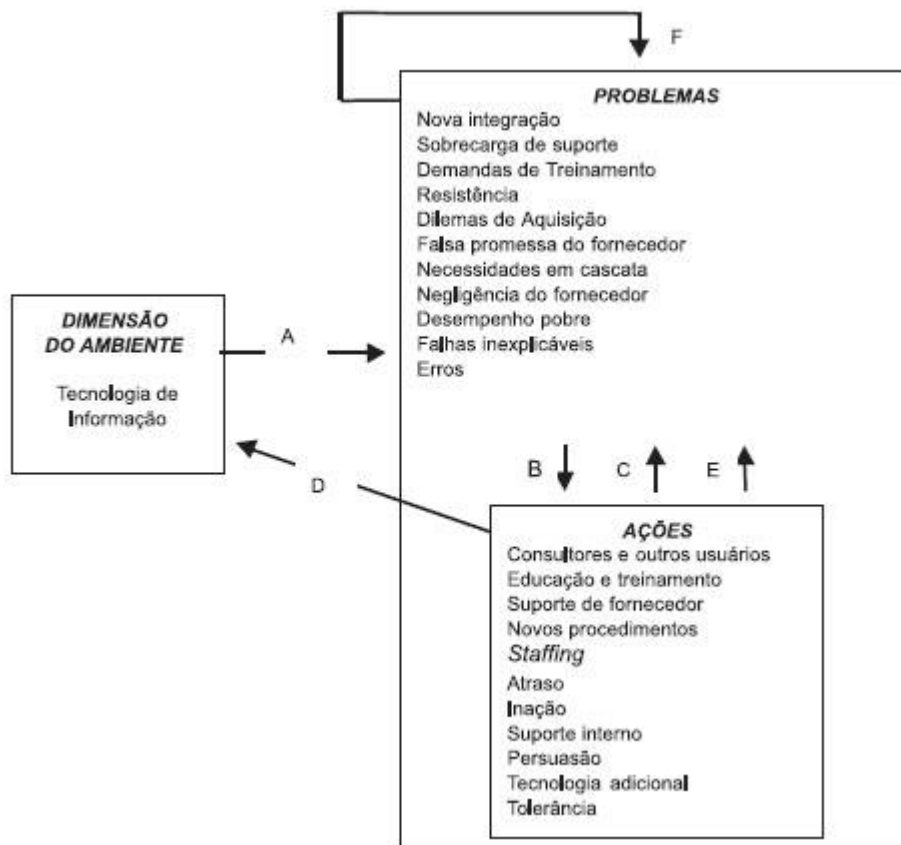 F
PROBLEMAS
Nova integração
Sobrecarga de suporte
Demandas de Treinamento
Resistência
Dilemas de Aquisição
Falsa promessa do fornecedor
Necessidades em cascata
Negligência do fornecedor
Desempenho pobre
Falhas inexplicáveis
Erros
DIMENSÃO
DO AMBIENTE
Tecnologia de
Informação
A
D
B
C
E
AÇÕES
Consultores e outros usuários
Educação e treinamento
Suporte de fornecedor
Novos procedimentos
Staffing
Atraso
Inação
Suporte interno
Persuasão
Tecnologia adicional
Tolerância